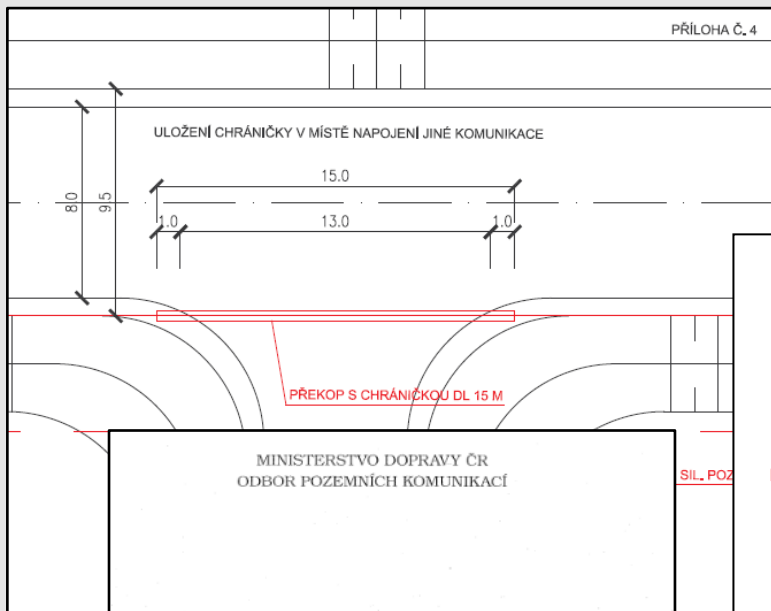 PŘÍLOHA Č. 4
ULOŽENÍ CHRÁNIČKY V MÍSTĚ NAPOJENÍ JINÉ KOMUNIKACE
15.0
8.0
9.5
1.0
13.0
1.0
PŘEKOP S CHRÁNIČKOU DL 15 M
MINISTERSTVO DOPRAVY ČR
ODBOR POZEMNÍCH KOMUNIKACÍ
SIL. POZ